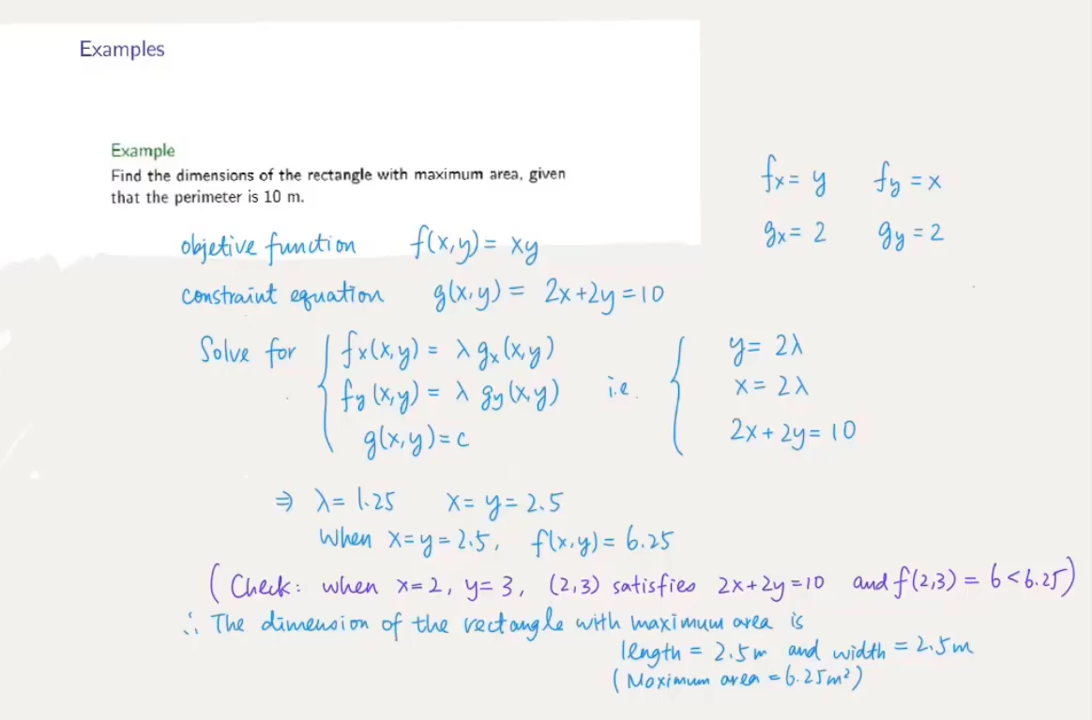 Examples
Example
Find the dimensions of the rectangle with maximum area, given
that the perimeter is 10 m.
fx = y fy = x
gx = 2 gy = 2
objetive function f(x,y) = xy
constraint equation g(x,y) = 2x+2y = 10
Solve for { fx(x,y) = λ gx(x,y)
fy(x,y) = λ gy(x,y)
g(x,y) = c
i.e. { y = 2λ
x = 2λ
2x + 2y = 10
⇒ λ = 1.25 x = y = 2.5
When x = y = 2.5, f(x,y) = 6.25
(Check: when x = 2, y = 3, (2,3) satisfies 2x+2y = 10 and f(2,3) = 6 < 6.25)
∴ The dimension of the rectangle with maximum area is
length = 2.5m and width = 2.5m
(Maximum area = 6.25m²)